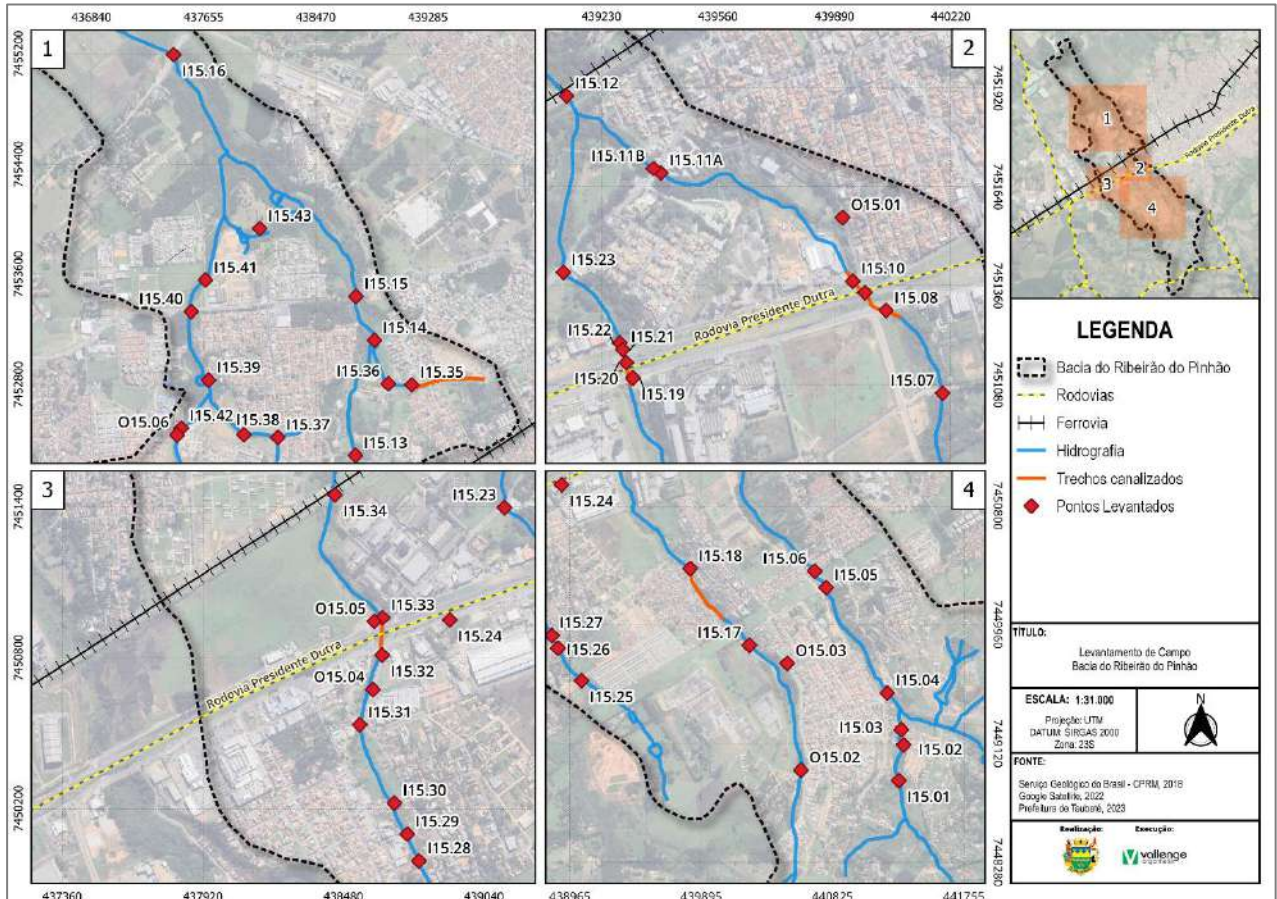 436840 437655 438470 439285
439230 439560 439890 440220
1
7455200
7454400
7453600
7452800
I15.16
I15.43
I15.41
I15.40
I15.15
I15.14
I15.39
I15.36
I15.35
O15.06
I15.42
I15.38
I15.37
I15.13
2
7451920
7451640
7451360
7451080
I15.12
I15.11B
I15.11A
O15.01
I15.23
I15.10
I15.08
Rodovia Presidente Dutra
I15.22
I15.21
I15.20
I15.19
I15.07
1
2
3
4
Rodovia Presidente Dutra
LEGENDA
Bacia do Ribeirão do Pinhão
Rodovias
Ferrovia
Hidrografia
Trechos canalizados
Pontos Levantados
3
7451400
7450800
7450200
I15.34
I15.23
O15.05
I15.33
I15.24
Rodovia Presidente Dutra
I15.32
O15.04
I15.31
I15.30
I15.29
I15.28
437360 437920 438480 439040
4
7450800
7449960
7449120
7448280
I15.24
I15.18
I15.06
I15.05
I15.27
I15.26
I15.17
O15.03
I15.25
I15.04
I15.03
I15.02
O15.02
I15.01
438965 439895 440825 441755
TÍTULO:
Levantamento de Campo
Bacia do Ribeirão do Pinhão
ESCALA: 1:31.000
Projeção: UTM
DATUM: SIRGAS 2000
Zona: 23S
N
FONTE:
Serviço Geológico do Brasil - CPRM, 2018
Google Satellite, 2022
Prefeitura de Taubaté, 2023
Realização:
Execução:
vallenge